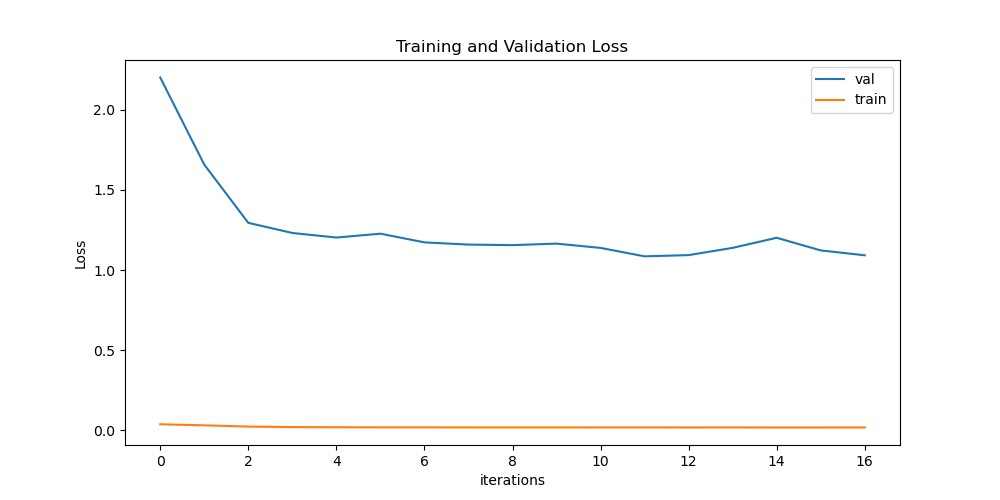 Training and Validation Loss
val
train
2.0
1.5
1.0
0.5
0.0
Loss
0 2 4 6 8 10 12 14 16
iterations